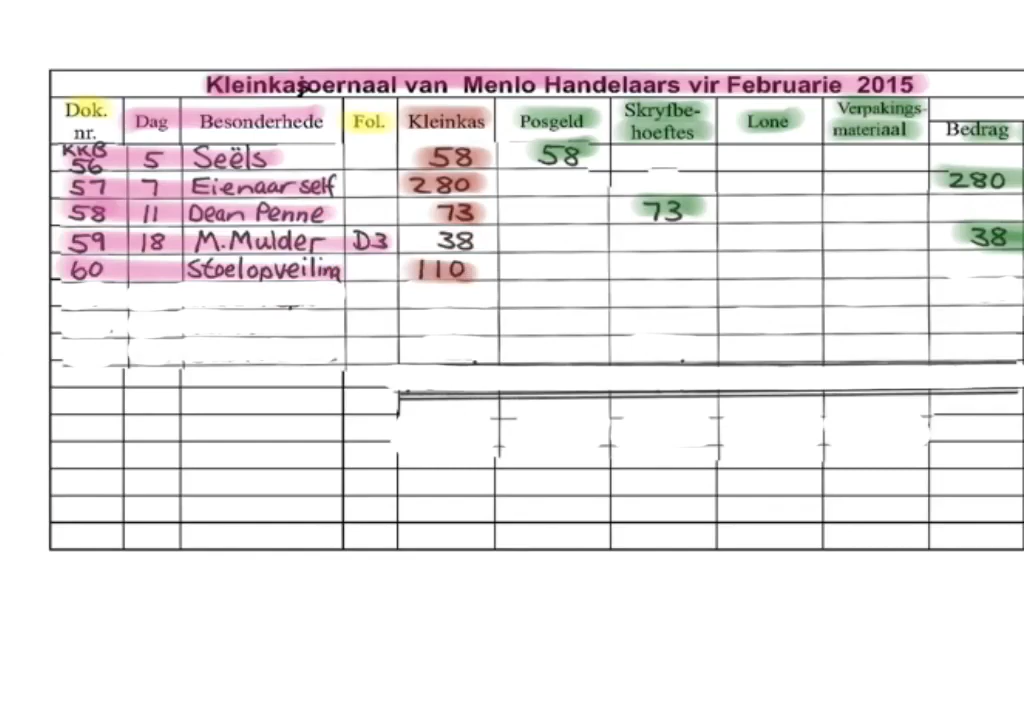 Kleinkasjoernaal van Menlo Handelaars vir Februarie 2015
Dok. nr. Dag Besonderhede Fol. Kleinkas Posgeld Skryfbe-hoeftes Lone Verpakings-materiaal Bedrag
KKB 56 5 Seëls 58 58
57 7 Eienaar self 280 280
58 11 Dean Penne 73 73
59 18 M. Mulder D3 38 38
60 Stoelopveiling 110